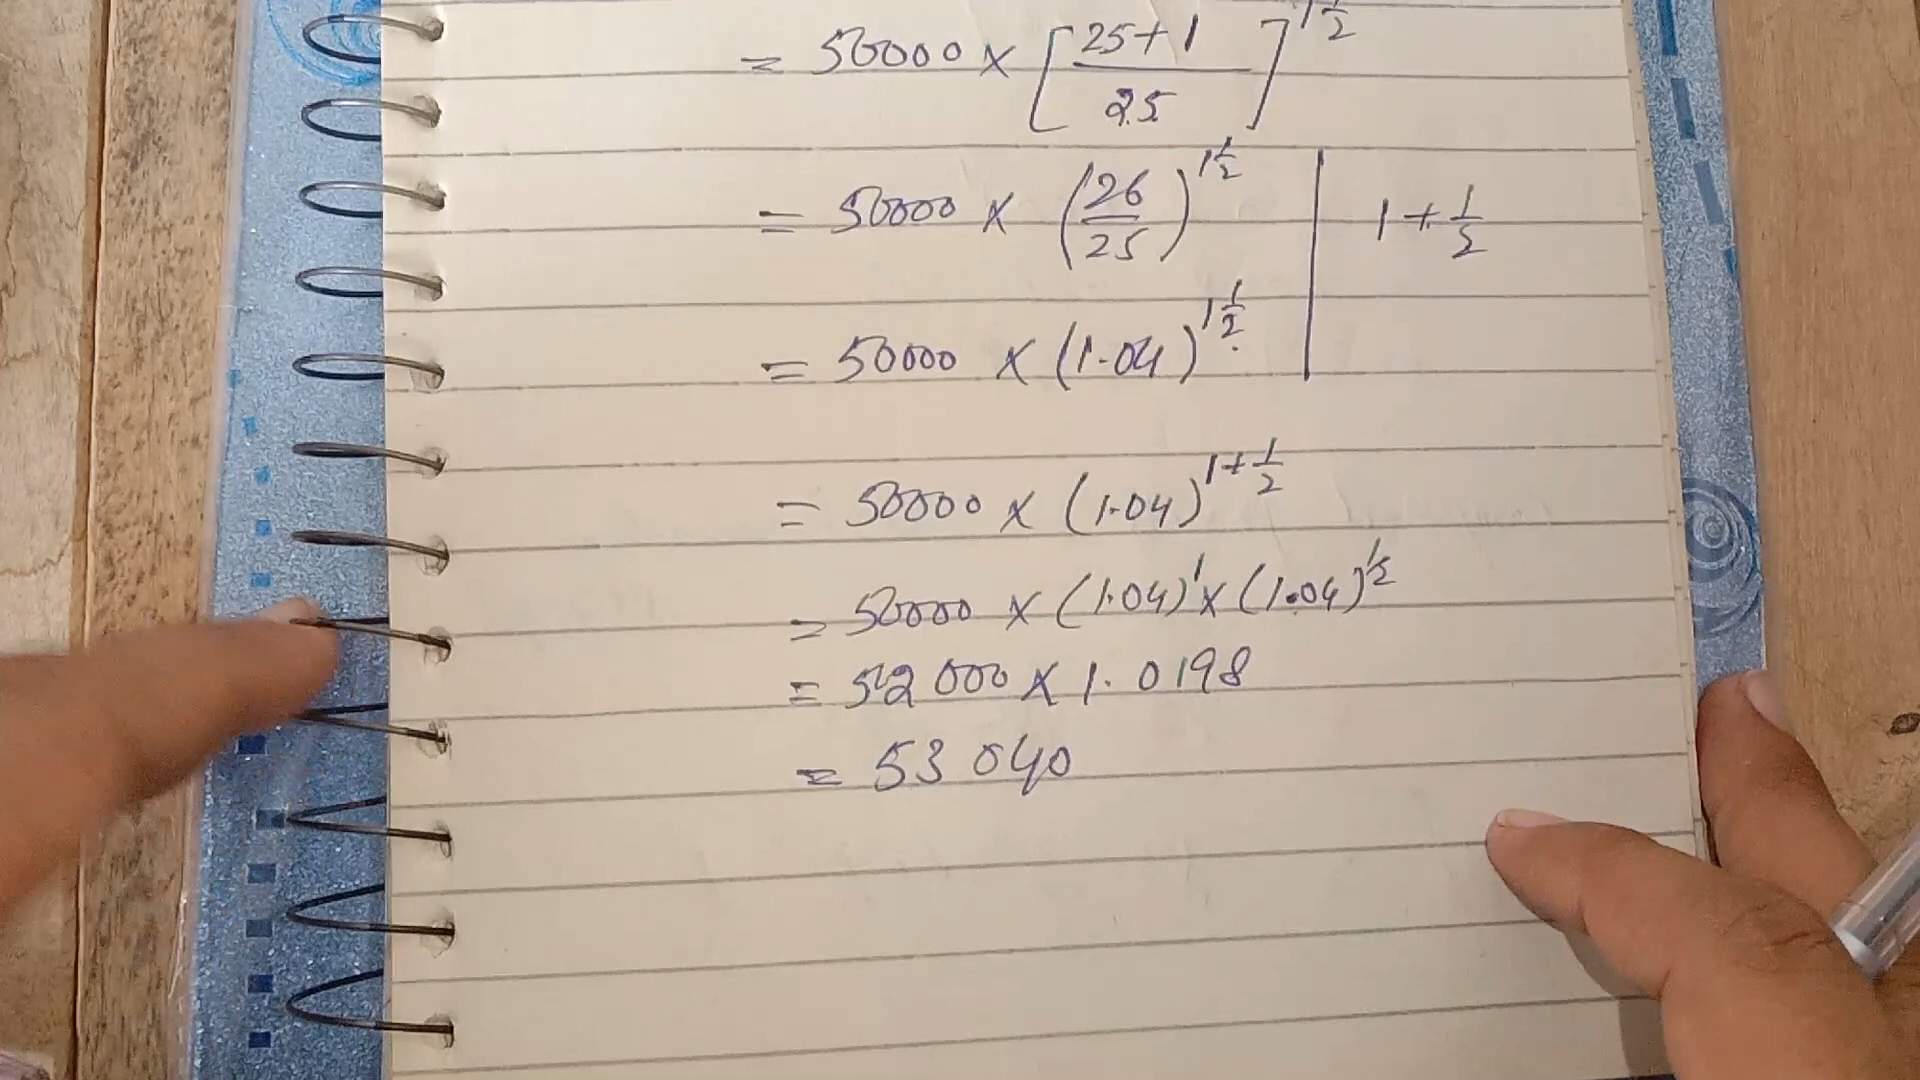 = 50000 × [25+1/25]^1 1/2
= 50000 × (26/25)^1 1/2 | 1 + 1/2
= 50000 × (1.04)^1 1/2
= 50000 × (1.04)^1+1/2
= 50000 × (1.04)^1 × (1.04)^1/2
= 52000 × 1.0198
= 53040